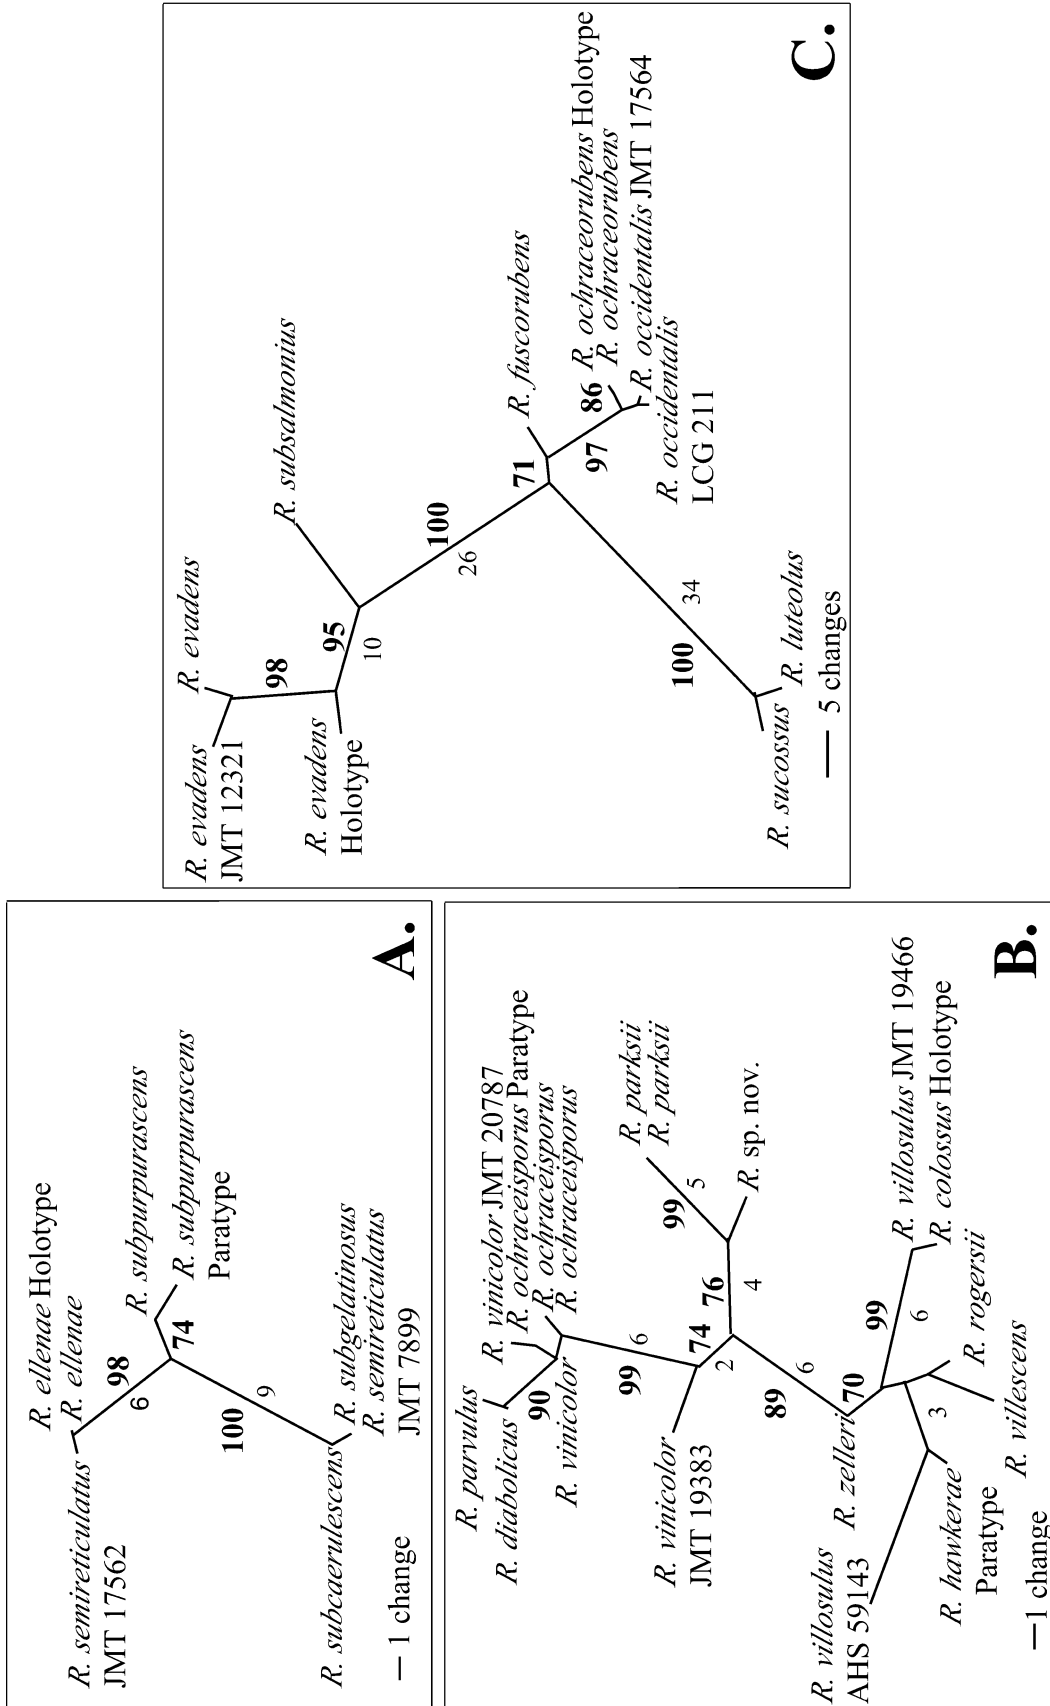 R. ellenae Holotype
R. ellenae
R. semireticulatus
JMT 17562
98
6
R. subpurpurascens
R. subpurpurascens
Paratype
74
100
9
R. subcaerulescens
R. subgelatinosus
R. semireticulatus
JMT 7899
1 change
A.
R. parvulus
R. diabolicus
90
R. vinicolor
R. vinicolor JMT 20787
R. ochraceisporus Paratype
R. ochraceisporus
R. ochraceisporus
99
6
R. vinicolor
JMT 19383
74
2
76
4
99
5
R. parksii
R. parksii
R. sp. nov.
89
6
R. zelleri
70
99
6
R. villosulus JMT 19466
R. colossus Holotype
R. rogersii
R. villescens
3
R. hawkerae
Paratype
R. villosulus
AHS 59143
1 change
B.
R. evadens
JMT 12321
R. evadens
98
R. evadens
Holotype
95
10
R. subsalmonius
100
26
71
R. fuscorubens
86
97
R. ochraceorubens Holotype
R. ochraceorubens
R. occidentalis JMT 17564
R. occidentalis
LCG 211
34
100
R. sucossus
R. luteolus
5 changes
C.